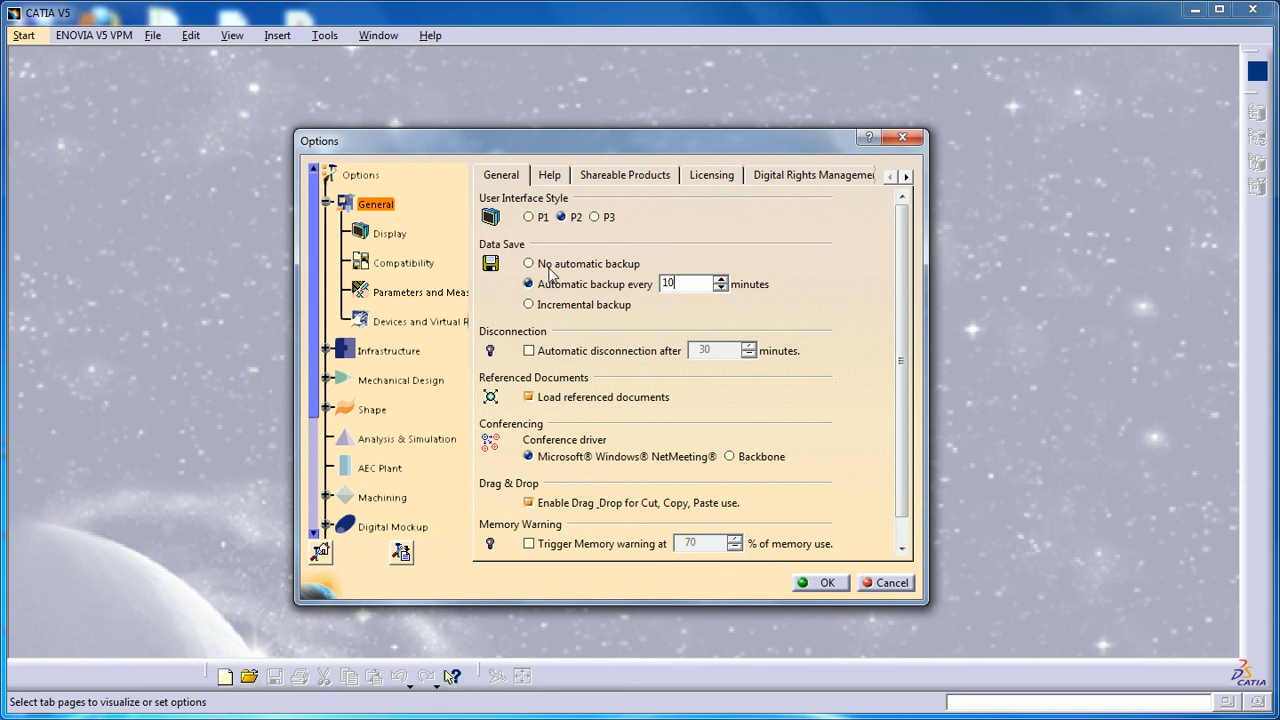 CATIA V5
Start ENOVIA V5 VPM File Edit View Insert Tools Window Help
Options
Options
General
Display
Compatibility
Parameters and Meas
Devices and Virtual R
Infrastructure
Mechanical Design
Shape
Analysis & Simulation
AEC Plant
Machining
Digital Mockup
General Help Shareable Products Licensing Digital Rights Managemen
User Interface Style
P1 P2 P3
Data Save
No automatic backup
Automatic backup every 10 minutes
Incremental backup
Disconnection
Automatic disconnection after 30 minutes.
Referenced Documents
Load referenced documents
Conferencing
Conference driver
Microsoft® Windows® NetMeeting® Backbone
Drag & Drop
Enable Drag_Drop for Cut, Copy, Paste use.
Memory Warning
Trigger Memory warning at 70 % of memory use.
OK Cancel
CATIA
Select tab pages to visualize or set options